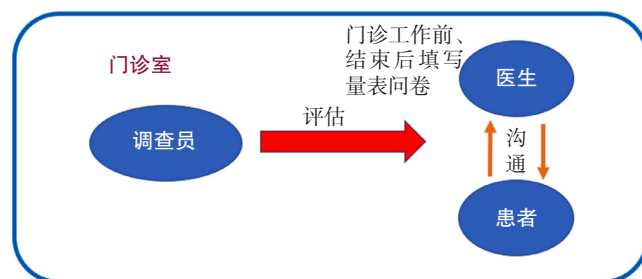 门诊室
门诊工作前、
结束后填写
量表问卷
医生
调查员
评估
沟
通
患者